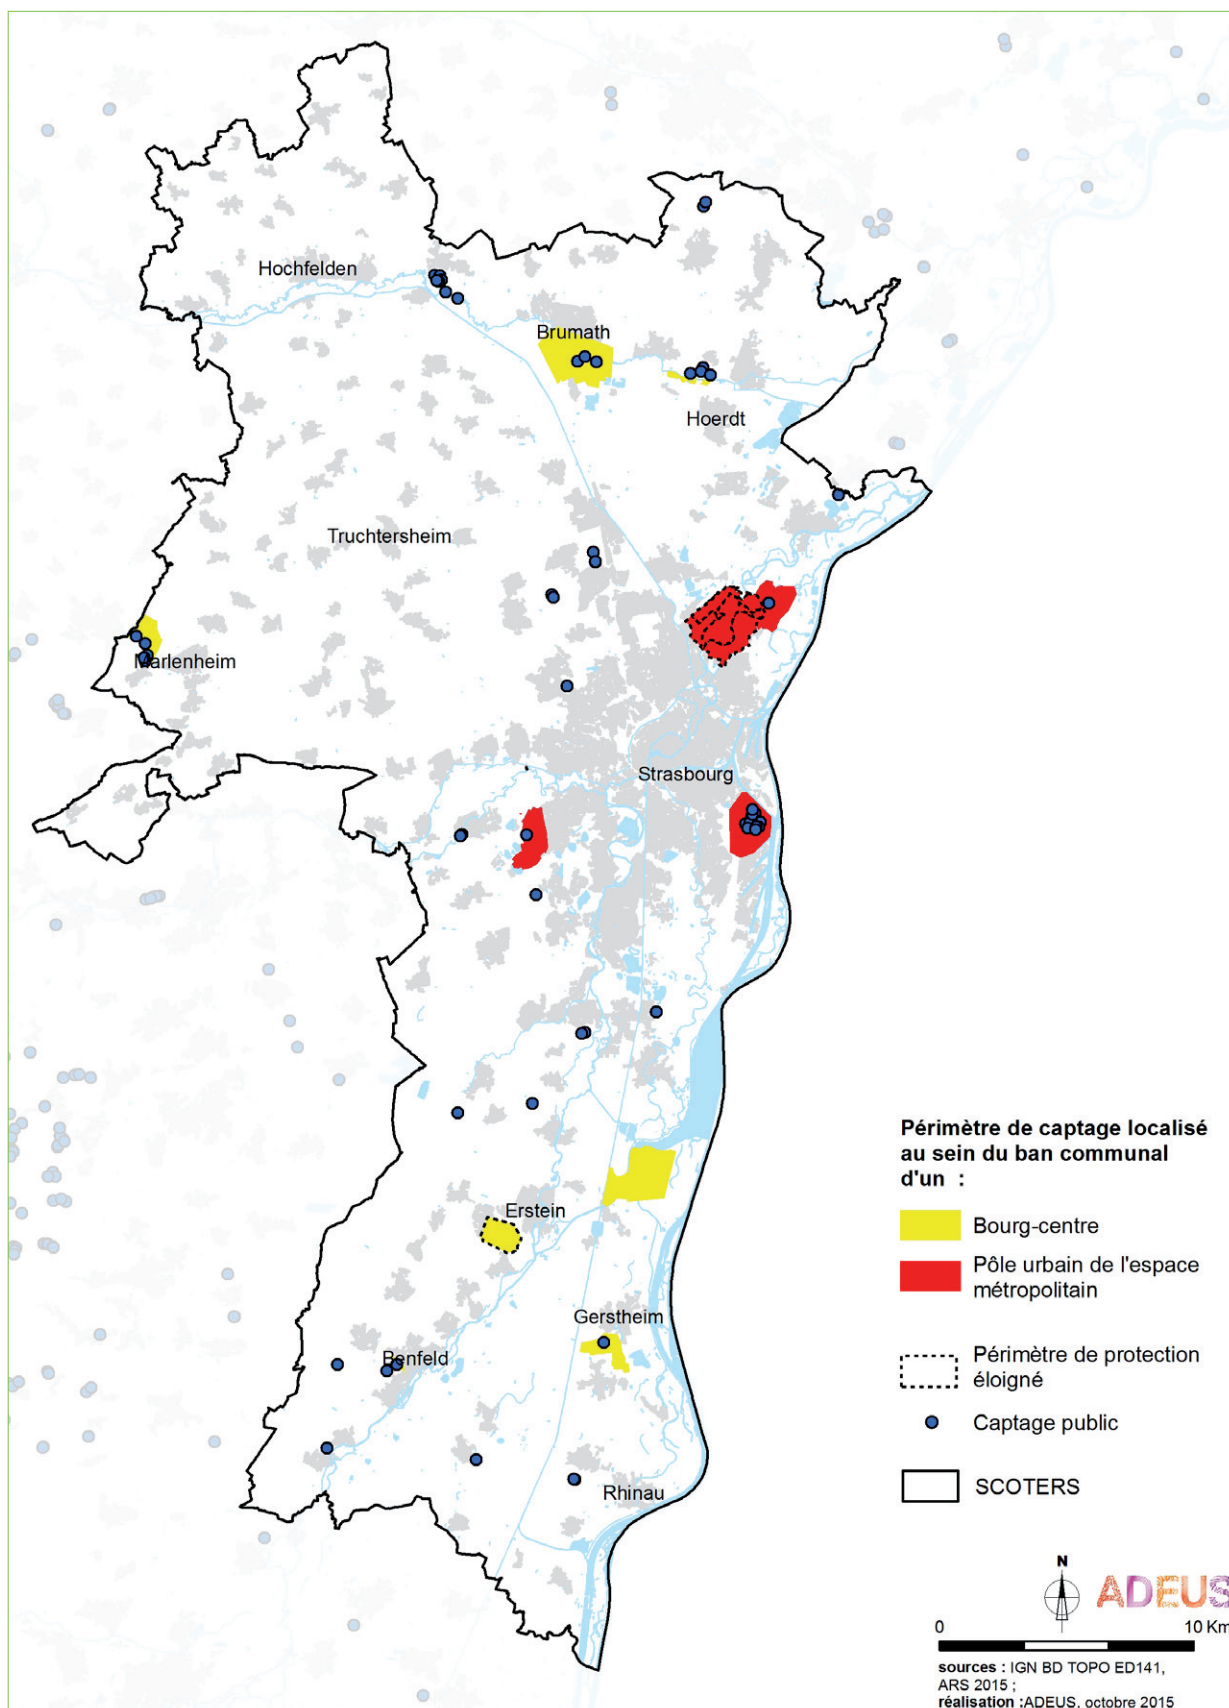 Hochfelden
Brumath
Hoerdt
Truchtersheim
Marlenheim
Strasbourg
Erstein
Gerstheim
Benfeld
Rhinau
Périmètre de captage localisé
au sein du ban communal
d'un :
Bourg-centre
Pôle urbain de l'espace
métropolitain
Périmètre de protection
éloigné
Captage public
SCOTERS
N
ADEUS
0 10 Km
sources : IGN BD TOPO ED141,
ARS 2015 ;
réalisation :ADEUS, octobre 2015